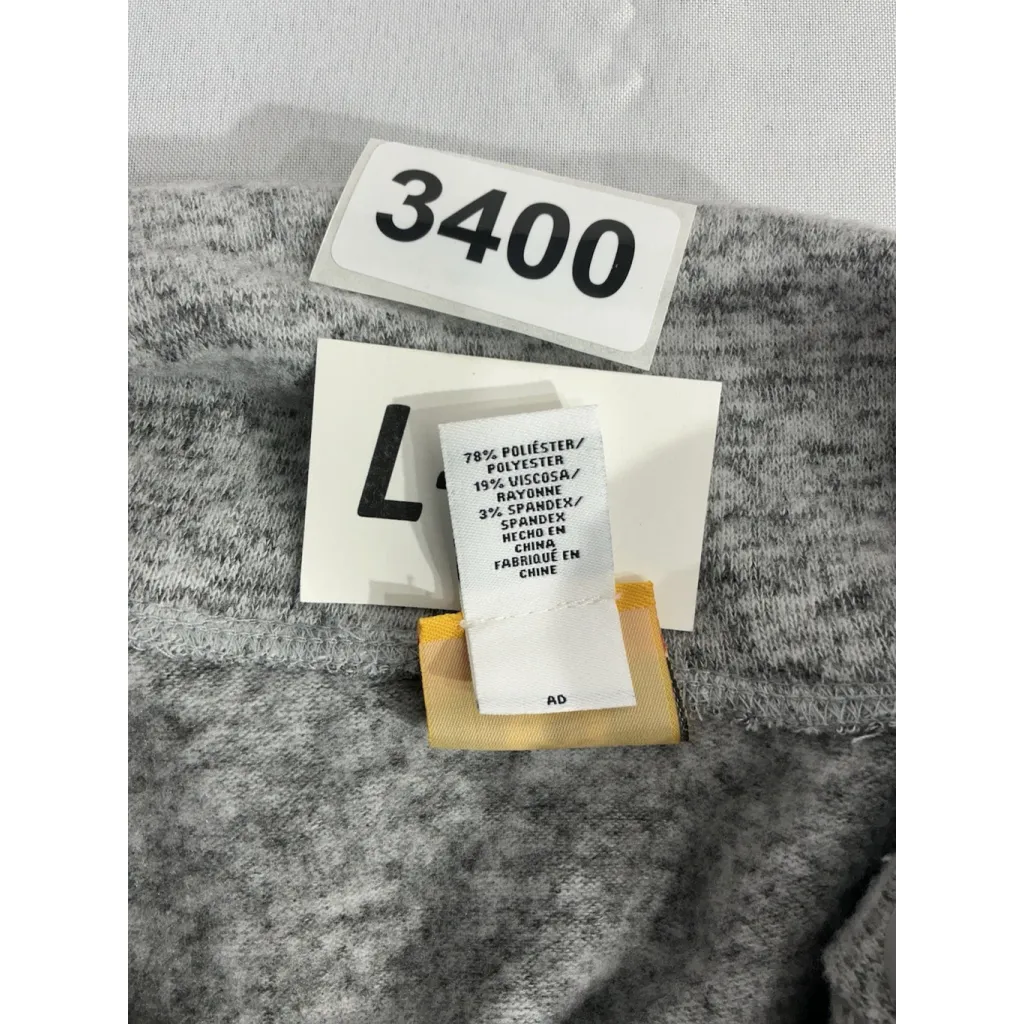 3400
L-
78% POLIÉSTER/
POLYESTER
19% VISCOSA/
RAYONNE
3% SPANDEX/
SPANDEX
HECHO EN
CHINA
FABRIQUÉ EN
CHINE
AD